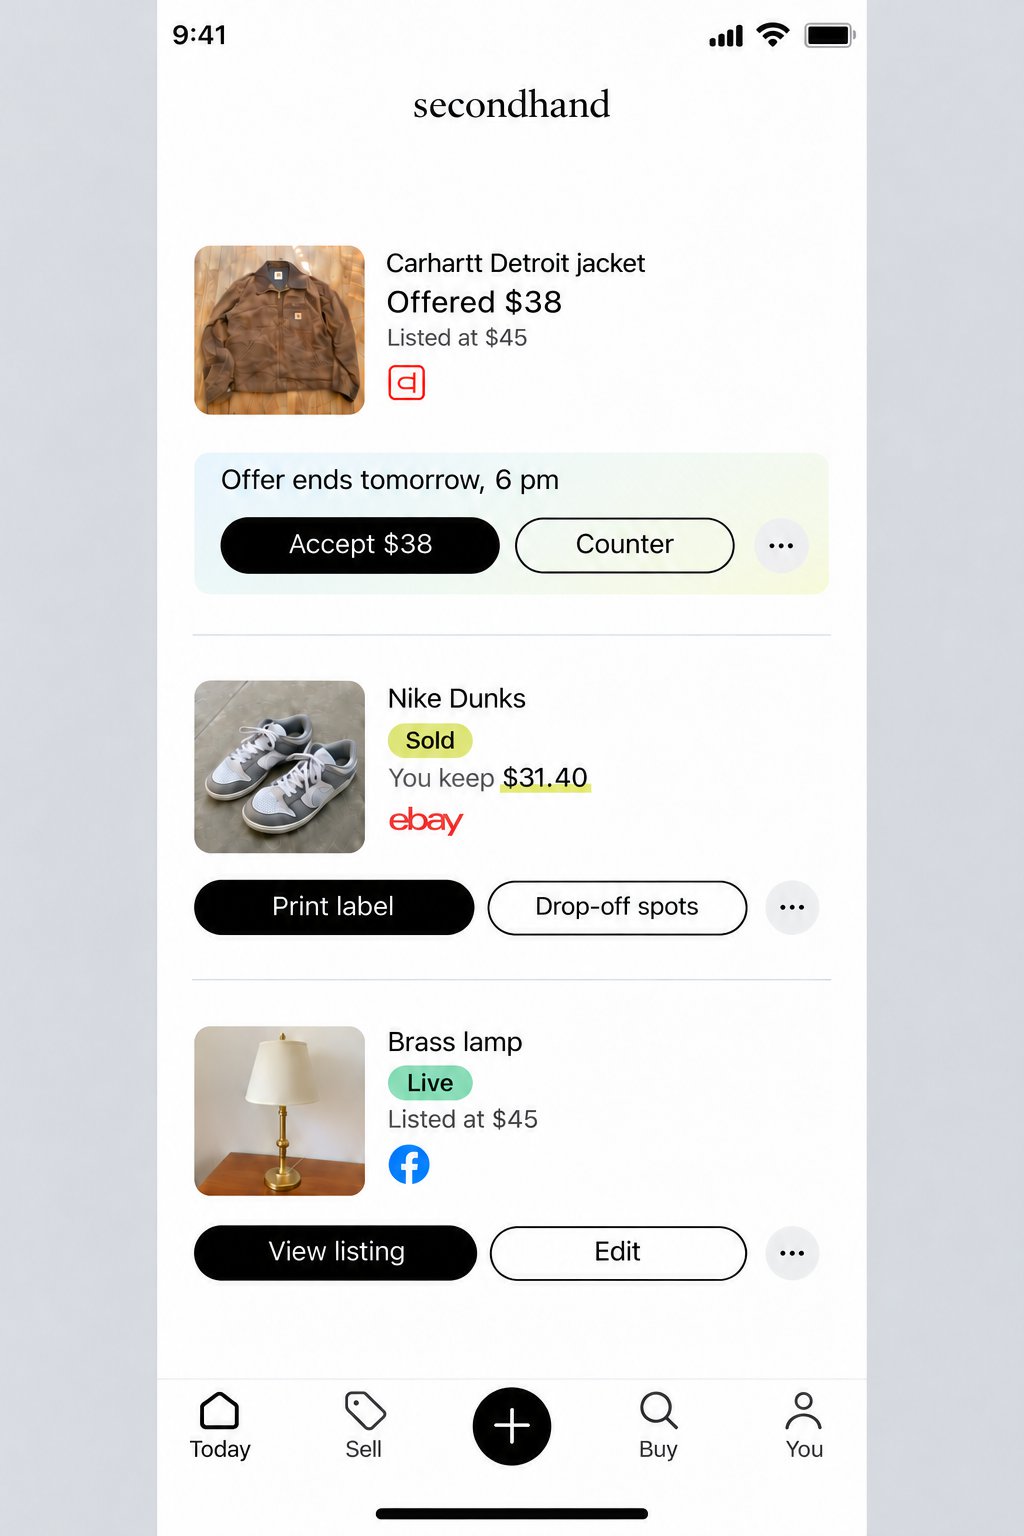 9:41
secondhand
Carhartt Detroit jacket
Offered $38
Listed at $45
Offer ends tomorrow, 6 pm
Accept $38
Counter
Nike Dunks
Sold
You keep $31.40
ebay
Print label
Drop-off spots
Brass lamp
Live
Listed at $45
View listing
Edit
Today
Sell
Buy
You